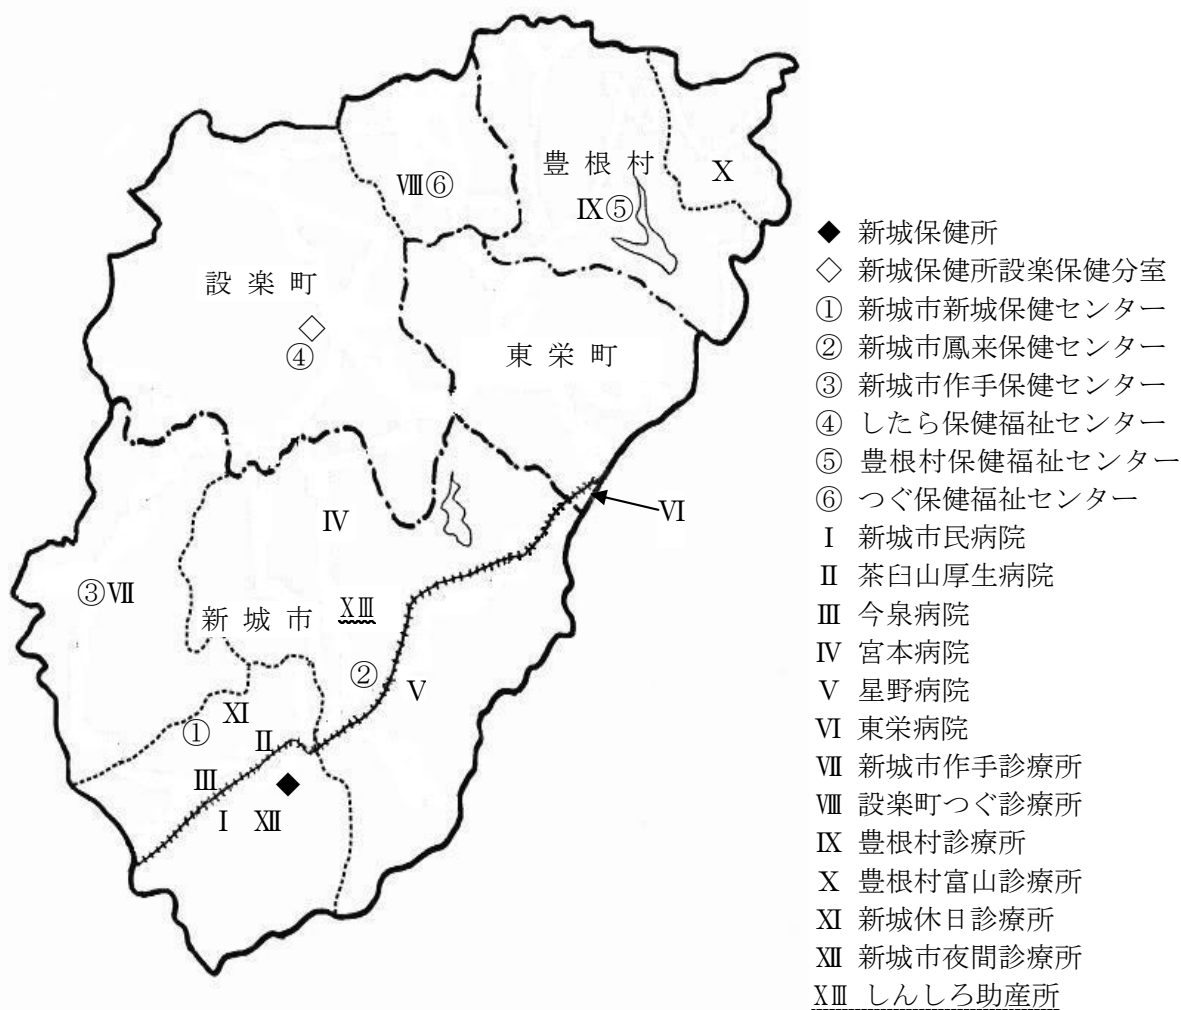 豊根村
Ⅹ
Ⅷ⑥
Ⅸ⑤
設楽町
◇
④
東栄町
Ⅵ
Ⅳ
③Ⅶ
新城市
ⅩⅢ
②
Ⅴ
Ⅺ
①
Ⅱ
Ⅲ
◆
Ⅰ
Ⅻ
◆ 新城保健所
◇ 新城保健所設楽保健分室
① 新城市新城保健センター
② 新城市鳳来保健センター
③ 新城市作手保健センター
④ したら保健福祉センター
⑤ 豊根村保健福祉センター
⑥ つぐ保健福祉センター
Ⅰ 新城市民病院
Ⅱ 茶臼山厚生病院
Ⅲ 今泉病院
Ⅳ 宮本病院
Ⅴ 星野病院
Ⅵ 東栄病院
Ⅶ 新城市作手診療所
Ⅷ 設楽町つぐ診療所
Ⅸ 豊根村診療所
Ⅹ 豊根村富山診療所
Ⅺ 新城休日診療所
Ⅻ 新城市夜間診療所
ⅩⅢ しんしろ助産所